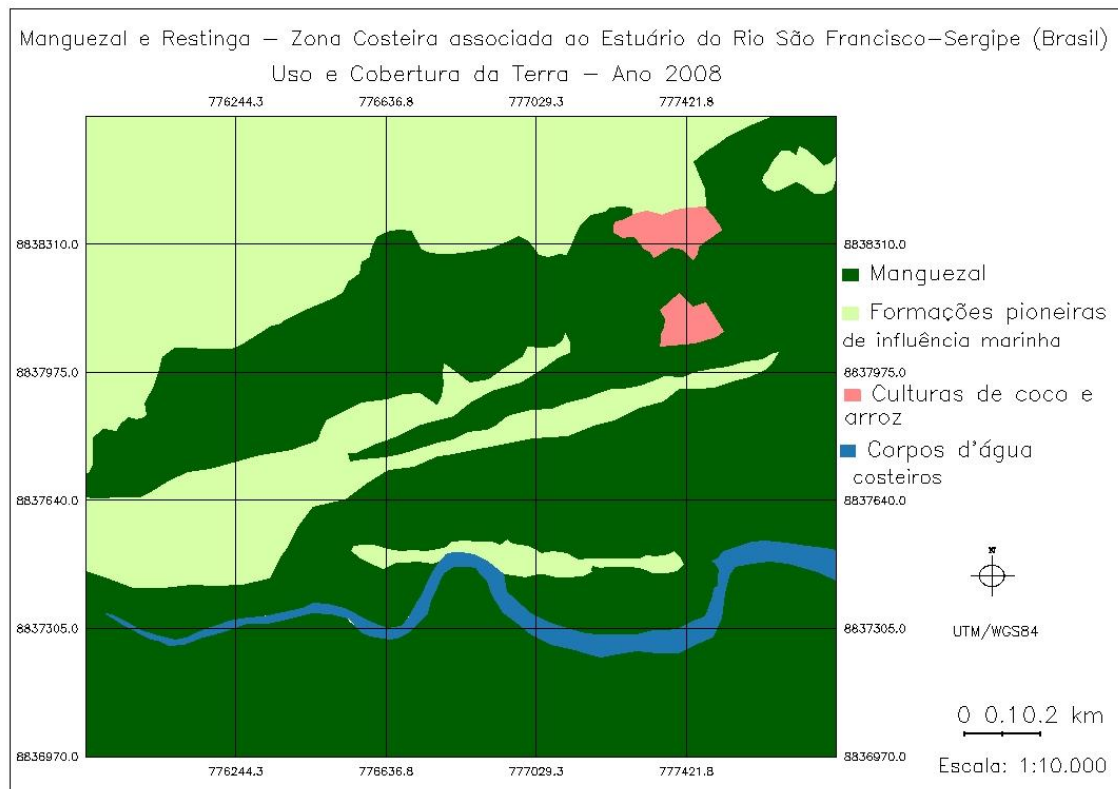 Manguezal e Restinga – Zona Costeira associada ao Estuário do Rio São Francisco–Sergipe (Brasil)
Uso e Cobertura da Terra – Ano 2008
776244.3 776636.8 777029.3 777421.8
8838310.0 8838310.0
Manguezal
Formações pioneiras
de influência marinha
8837975.0 8837975.0
Culturas de coco e
arroz
Corpos d'água
costeiros
8837640.0 8837640.0
N
8837305.0 8837305.0
UTM/WGS84
0 0.1 0.2 km
8836970.0 8836970.0
Escala: 1:10.000
776244.3 776636.8 777029.3 777421.8